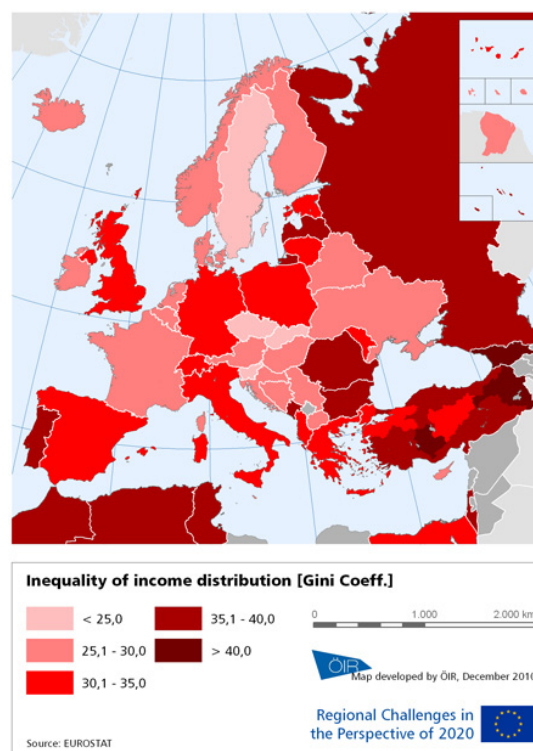 Inequality of income distribution [Gini Coeff.]
< 25,0
35,1 - 40,0
25,1 - 30,0
> 40,0
30,1 - 35,0
0 1.000 2.000 km
ÖIR
Map developed by ÖIR, December 2010
Regional Challenges in
the Perspective of 2020
Source: EUROSTAT